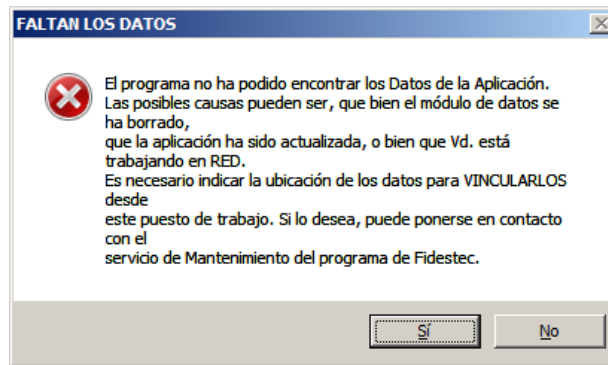 FALTAN LOS DATOS
El programa no ha podido encontrar los Datos de la Aplicación.
Las posibles causas pueden ser, que bien el módulo de datos se
ha borrado,
que la aplicación ha sido actualizada, o bien que Vd. está
trabajando en RED.
Es necesario indicar la ubicación de los datos para VINCULARLOS
desde
este puesto de trabajo. Si lo desea, puede ponerse en contacto
con el
servicio de Mantenimiento del programa de Fidestec.
Sí
No